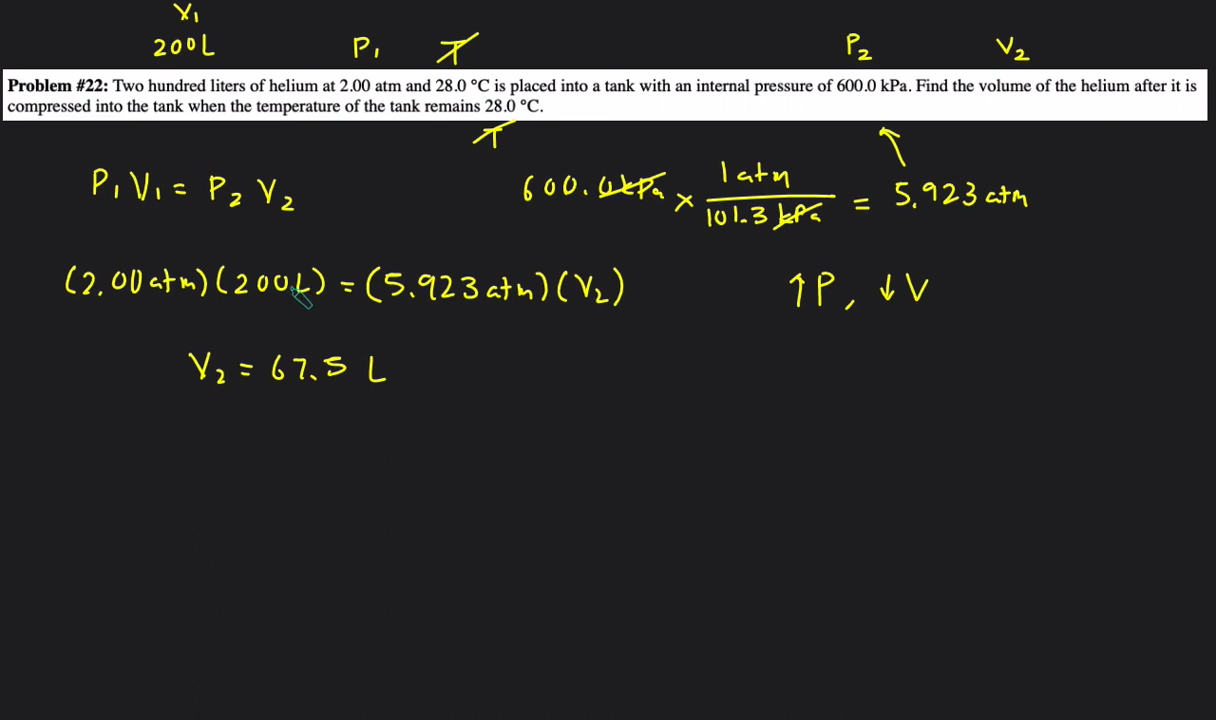 V₁
200L P₁ T P₂ V₂
Problem #22: Two hundred liters of helium at 2.00 atm and 28.0 °C is placed into a tank with an internal pressure of 600.0 kPa. Find the volume of the helium after it is
compressed into the tank when the temperature of the tank remains 28.0 °C.
T
P₁V₁ = P₂V₂ 600.0kPa × 1 atm / 101.3 kPa = 5.923 atm
(2.00 atm)(200L) = (5.923 atm)(V₂) ↑P, ↓V
V₂ = 67.5 L